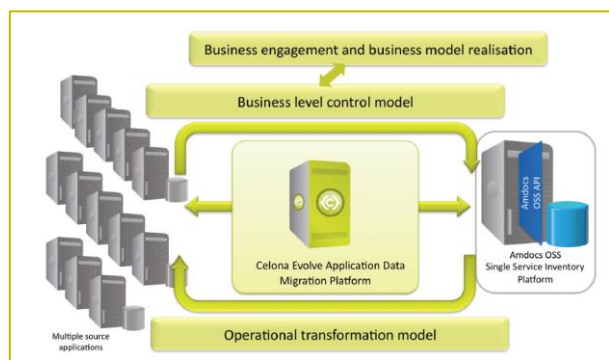 Business engagement and business model realisation
Business level control model
Amdocs
OSS API
Celona Evolve Application Data
Migration Platform
Amdocs OSS
Single Service Inventory
Platform
Multiple source
applications
Operational transformation model